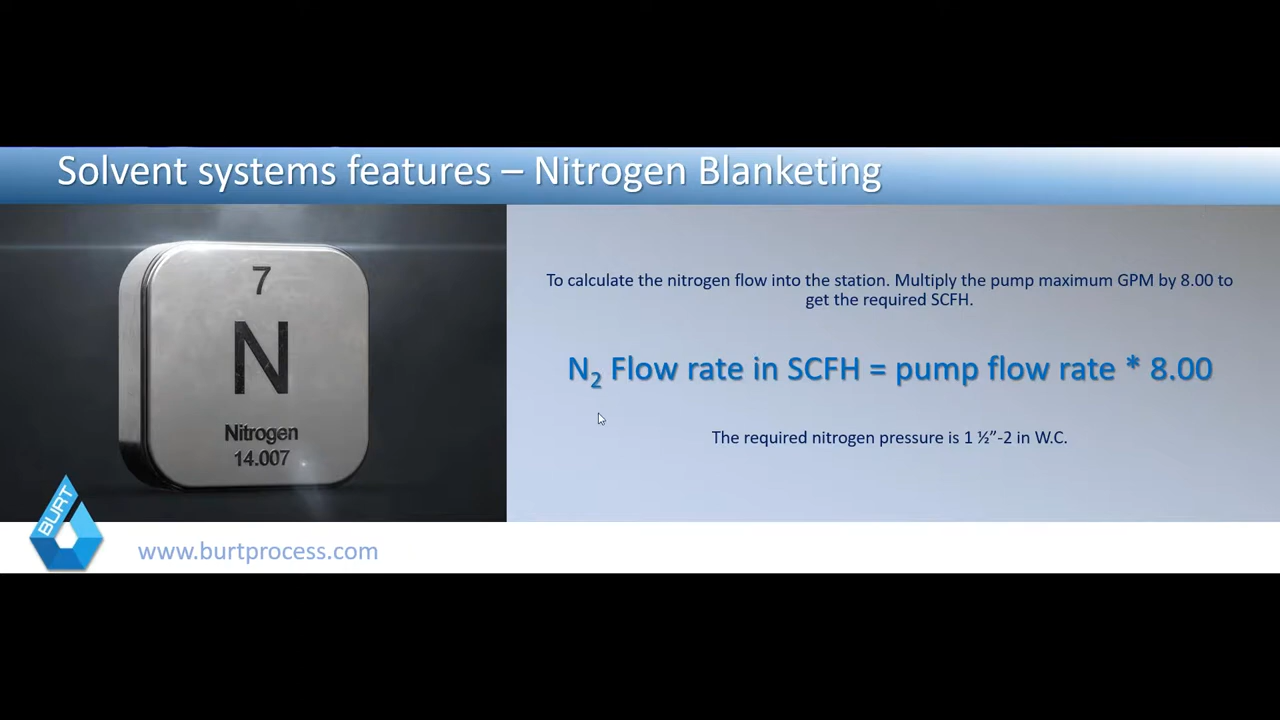 Solvent systems features – Nitrogen Blanketing
7
N
Nitrogen
14.007
To calculate the nitrogen flow into the station. Multiply the pump maximum GPM by 8.00 to
get the required SCFH.
N₂ Flow rate in SCFH = pump flow rate * 8.00
The required nitrogen pressure is 1 ½”-2 in W.C.
BURT
www.burtprocess.com